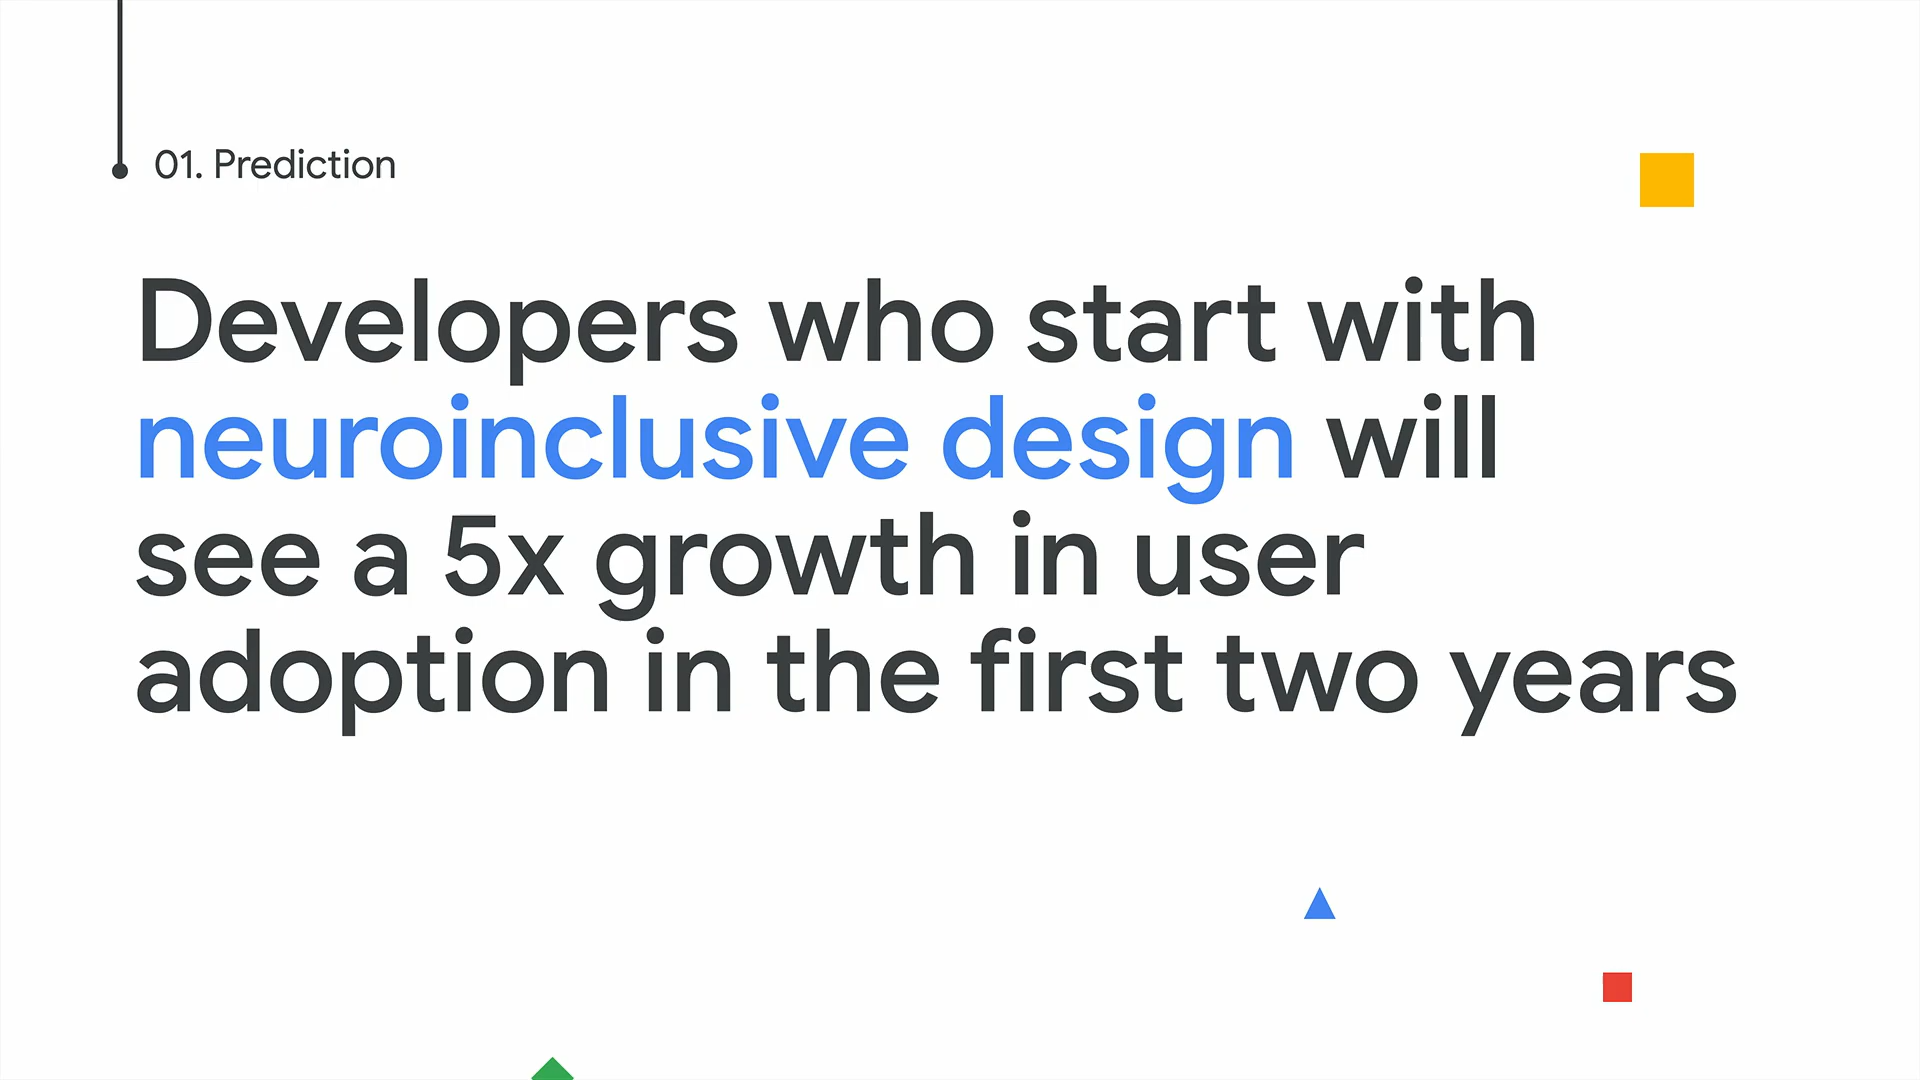 01. Prediction
Developers who start with
neuroinclusive design will
see a 5x growth in user
adoption in the first two years